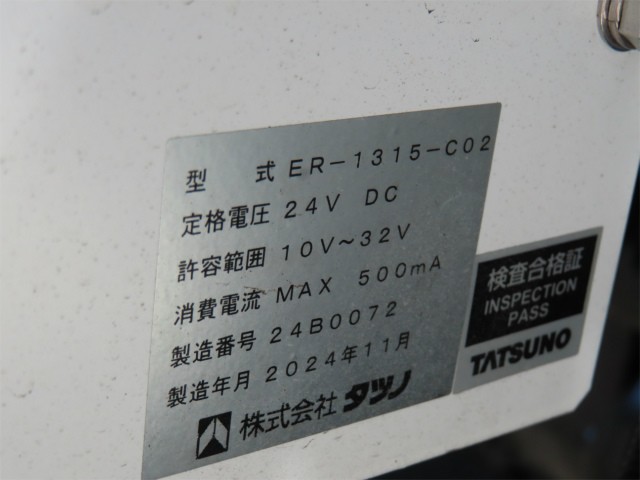 型 式 ER-1315-C02
定格電圧 24V DC
許容範囲 10V～32V
消費電流 MAX 500mA
製造番号 24B0072
製造年月 2024年11月
株式会社 タツノ
検査合格証
INSPECTION
PASS
TATSUNO